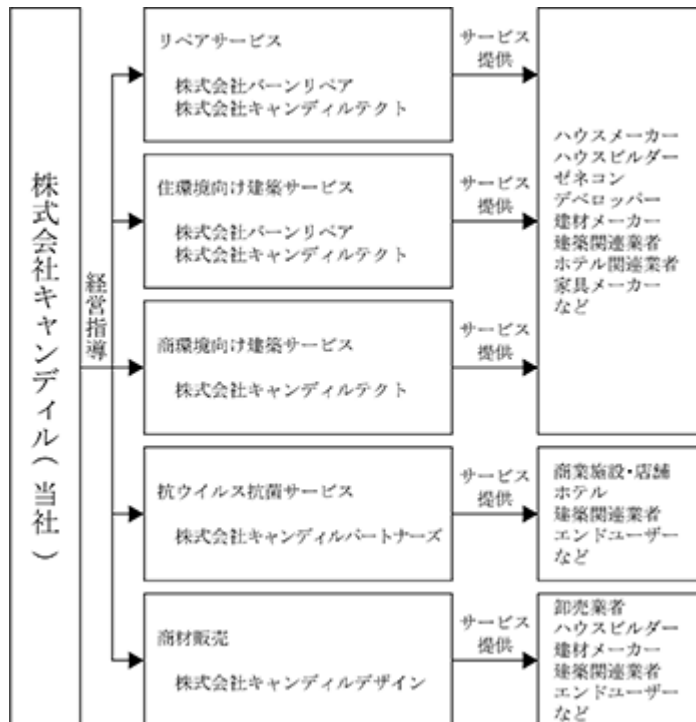 株式会社キャンディル(当社)
経営指導
リペアサービス
株式会社バーンリペア
株式会社キャンディルテクト
サービス
提供
住環境向け建築サービス
株式会社バーンリペア
株式会社キャンディルテクト
サービス
提供
商環境向け建築サービス
株式会社キャンディルテクト
サービス
提供
ハウスメーカー
ハウスビルダー
ゼネコン
デベロッパー
建材メーカー
建築関連業者
ホテル関連業者
家具メーカー
など
抗ウイルス抗菌サービス
株式会社キャンディルパートナーズ
サービス
提供
商業施設・店舗
ホテル
建築関連業者
エンドユーザー
など
商材販売
株式会社キャンディルデザイン
サービス
提供
卸売業者
ハウスビルダー
建材メーカー
建築関連業者
エンドユーザー
など